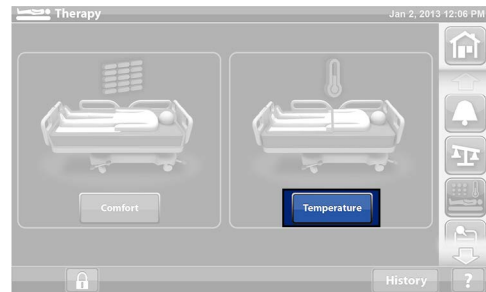 Therapy
Jan 2, 2013 12:06 PM
Comfort
Temperature
History
?